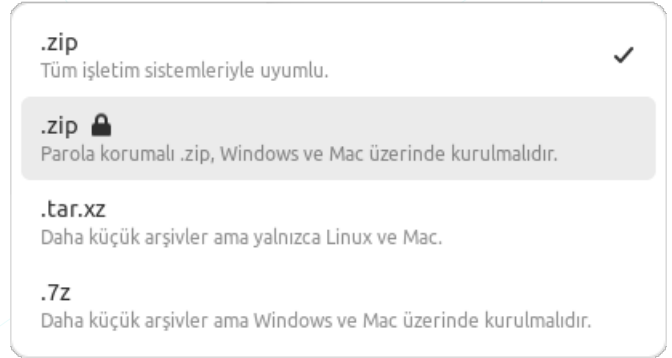 .zip
Tüm işletim sistemleriyle uyumlu.
.zip
Parola korumalı .zip, Windows ve Mac üzerinde kurulmalıdır.
.tar.xz
Daha küçük arşivler ama yalnızca Linux ve Mac.
.7z
Daha küçük arşivler ama Windows ve Mac üzerinde kurulmalıdır.